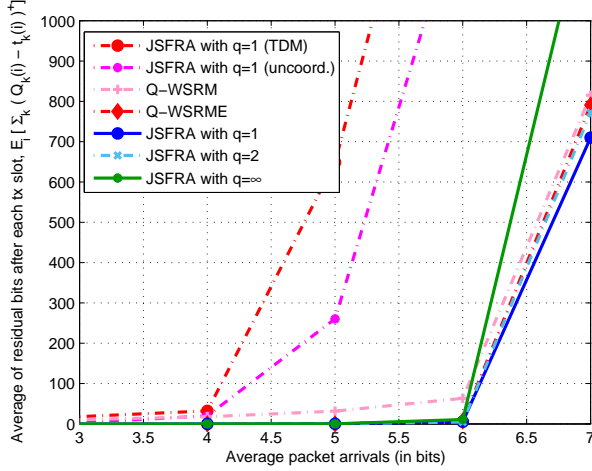 1000
900
800
700
600
500
400
300
200
100
0
Average of residual bits after each tx slot, E_i [ Σ_k ( Q_k(i) − t_k(i) )^+]
JSFRA with q=1 (TDM)
JSFRA with q=1 (uncoord.)
Q−WSRM
Q−WSRME
JSFRA with q=1
JSFRA with q=2
JSFRA with q=∞
3 3.5 4 4.5 5 5.5 6 6.5 7
Average packet arrivals (in bits)